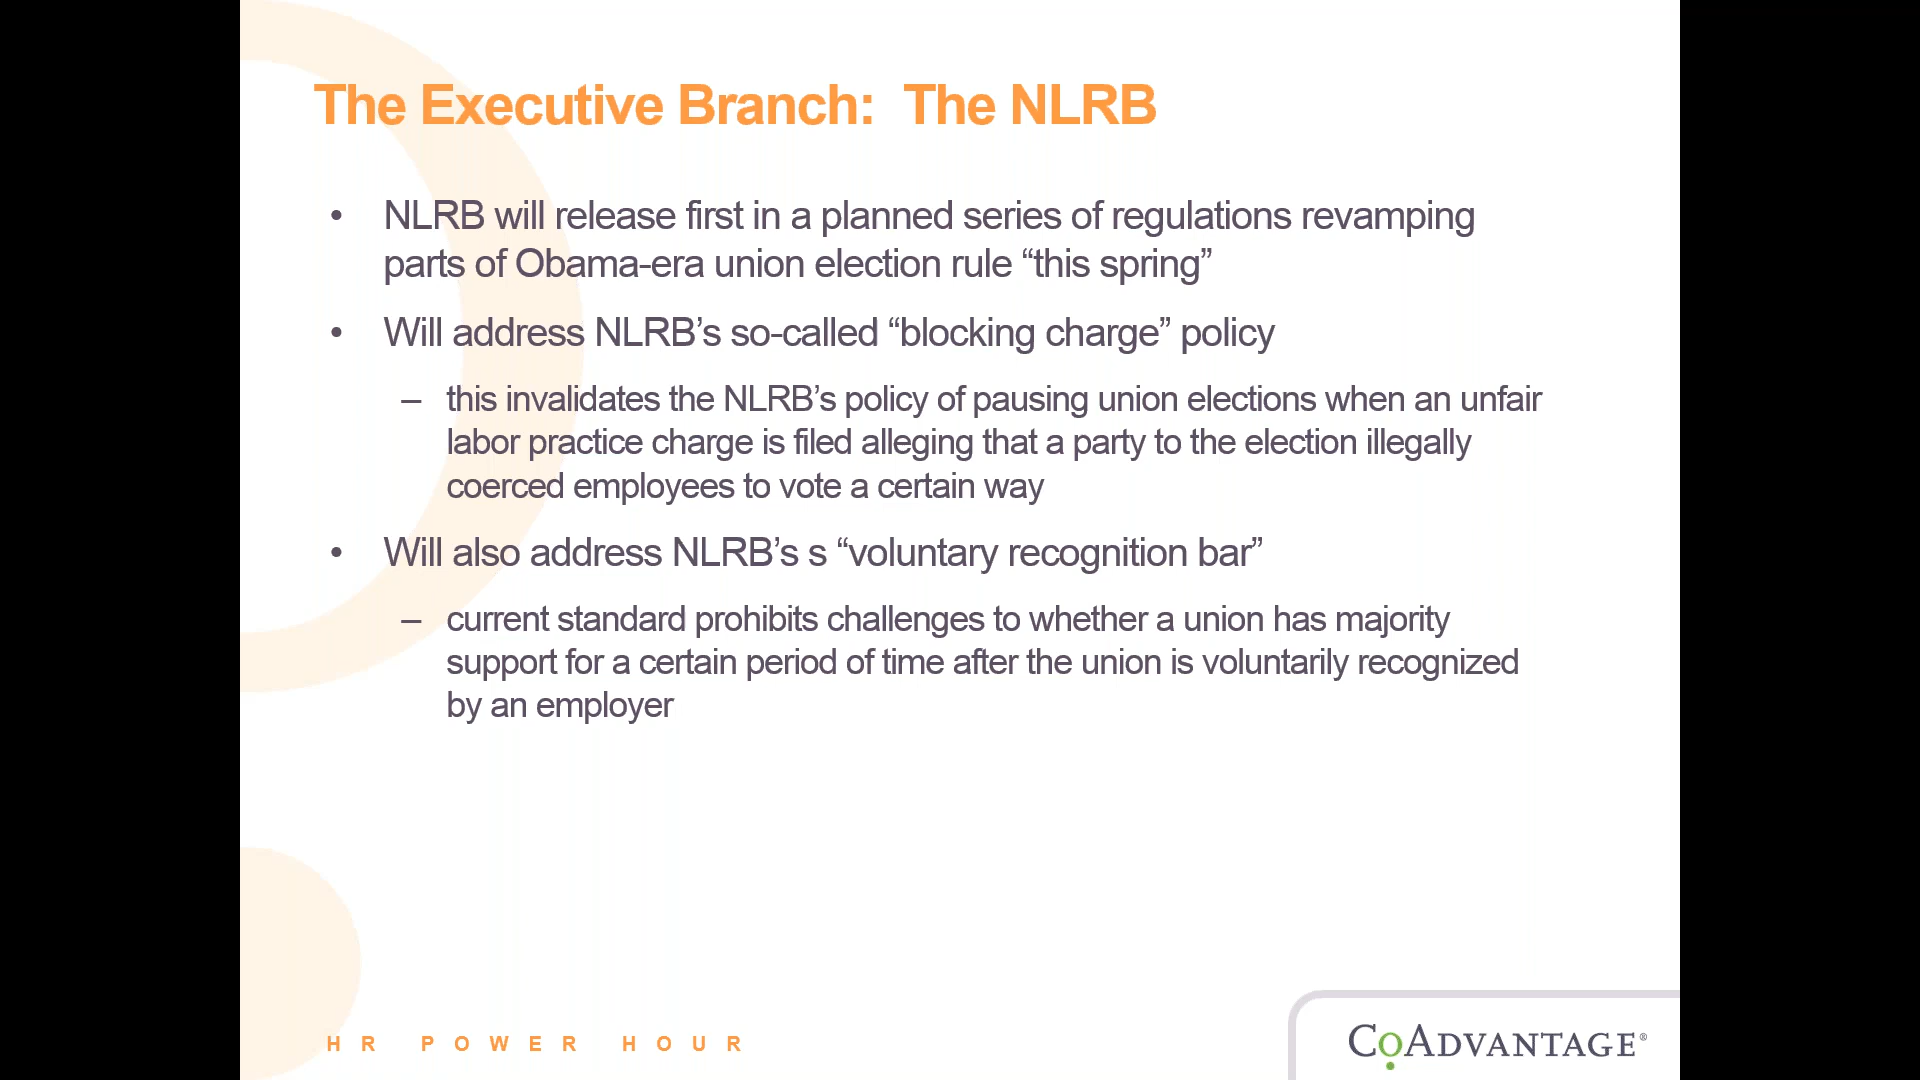 The Executive Branch:  The NLRB
• NLRB will release first in a planned series of regulations revamping
parts of Obama-era union election rule “this spring”
• Will address NLRB’s so-called “blocking charge” policy
– this invalidates the NLRB’s policy of pausing union elections when an unfair
labor practice charge is filed alleging that a party to the election illegally
coerced employees to vote a certain way
• Will also address NLRB’s s “voluntary recognition bar”
– current standard prohibits challenges to whether a union has majority
support for a certain period of time after the union is voluntarily recognized
by an employer
HR POWER HOUR
CoAdvantage®